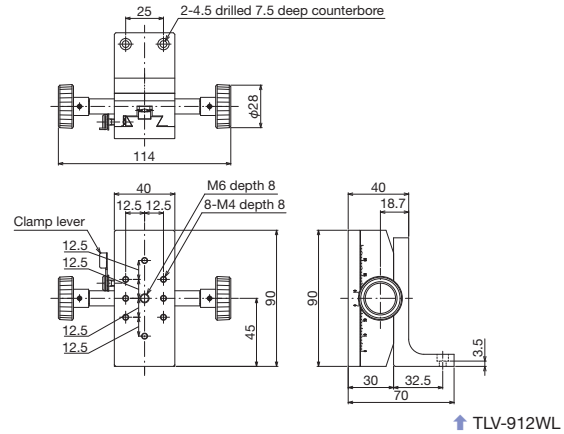 25
2-4.5 drilled 7.5 deep counterbore
φ28
114
40
M6 depth 8
12.5 12.5
8-M4 depth 8
Clamp lever
12.5
12.5
12.5
12.5
90
45
40
18.7
90
3.5
30
32.5
70
TLV-912WL